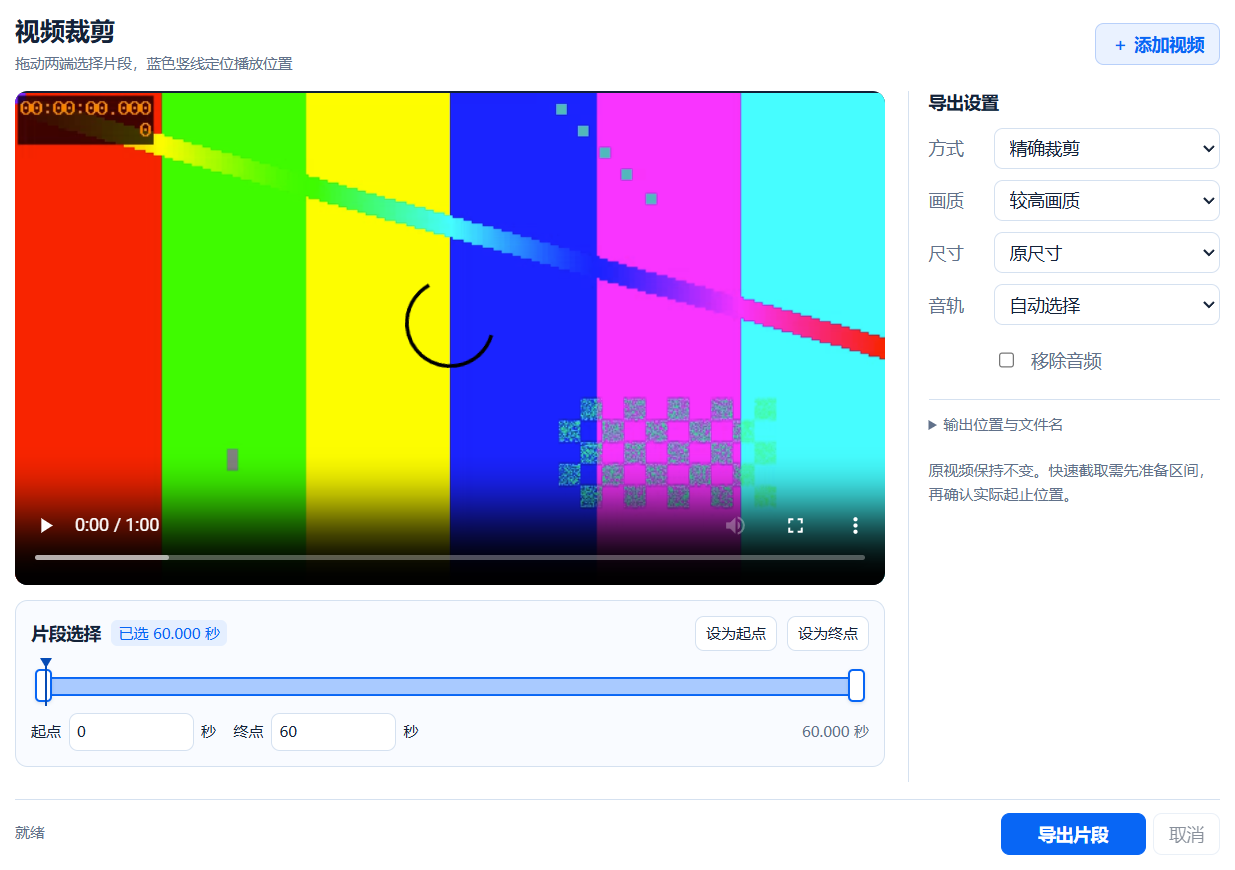 视频裁剪
拖动两端选择片段，蓝色竖线定位播放位置
+ 添加视频
00:00:00.000
0
0:00 / 1:00
片段选择
已选 60.000 秒
设为起点
设为终点
起点 0 秒 终点 60 秒
60.000 秒
导出设置
方式 精确裁剪
画质 较高画质
尺寸 原尺寸
音轨 自动选择
移除音频
输出位置与文件名
原视频保持不变。快速截取需先准备区间，
再确认实际起止位置。
就绪
导出片段
取消